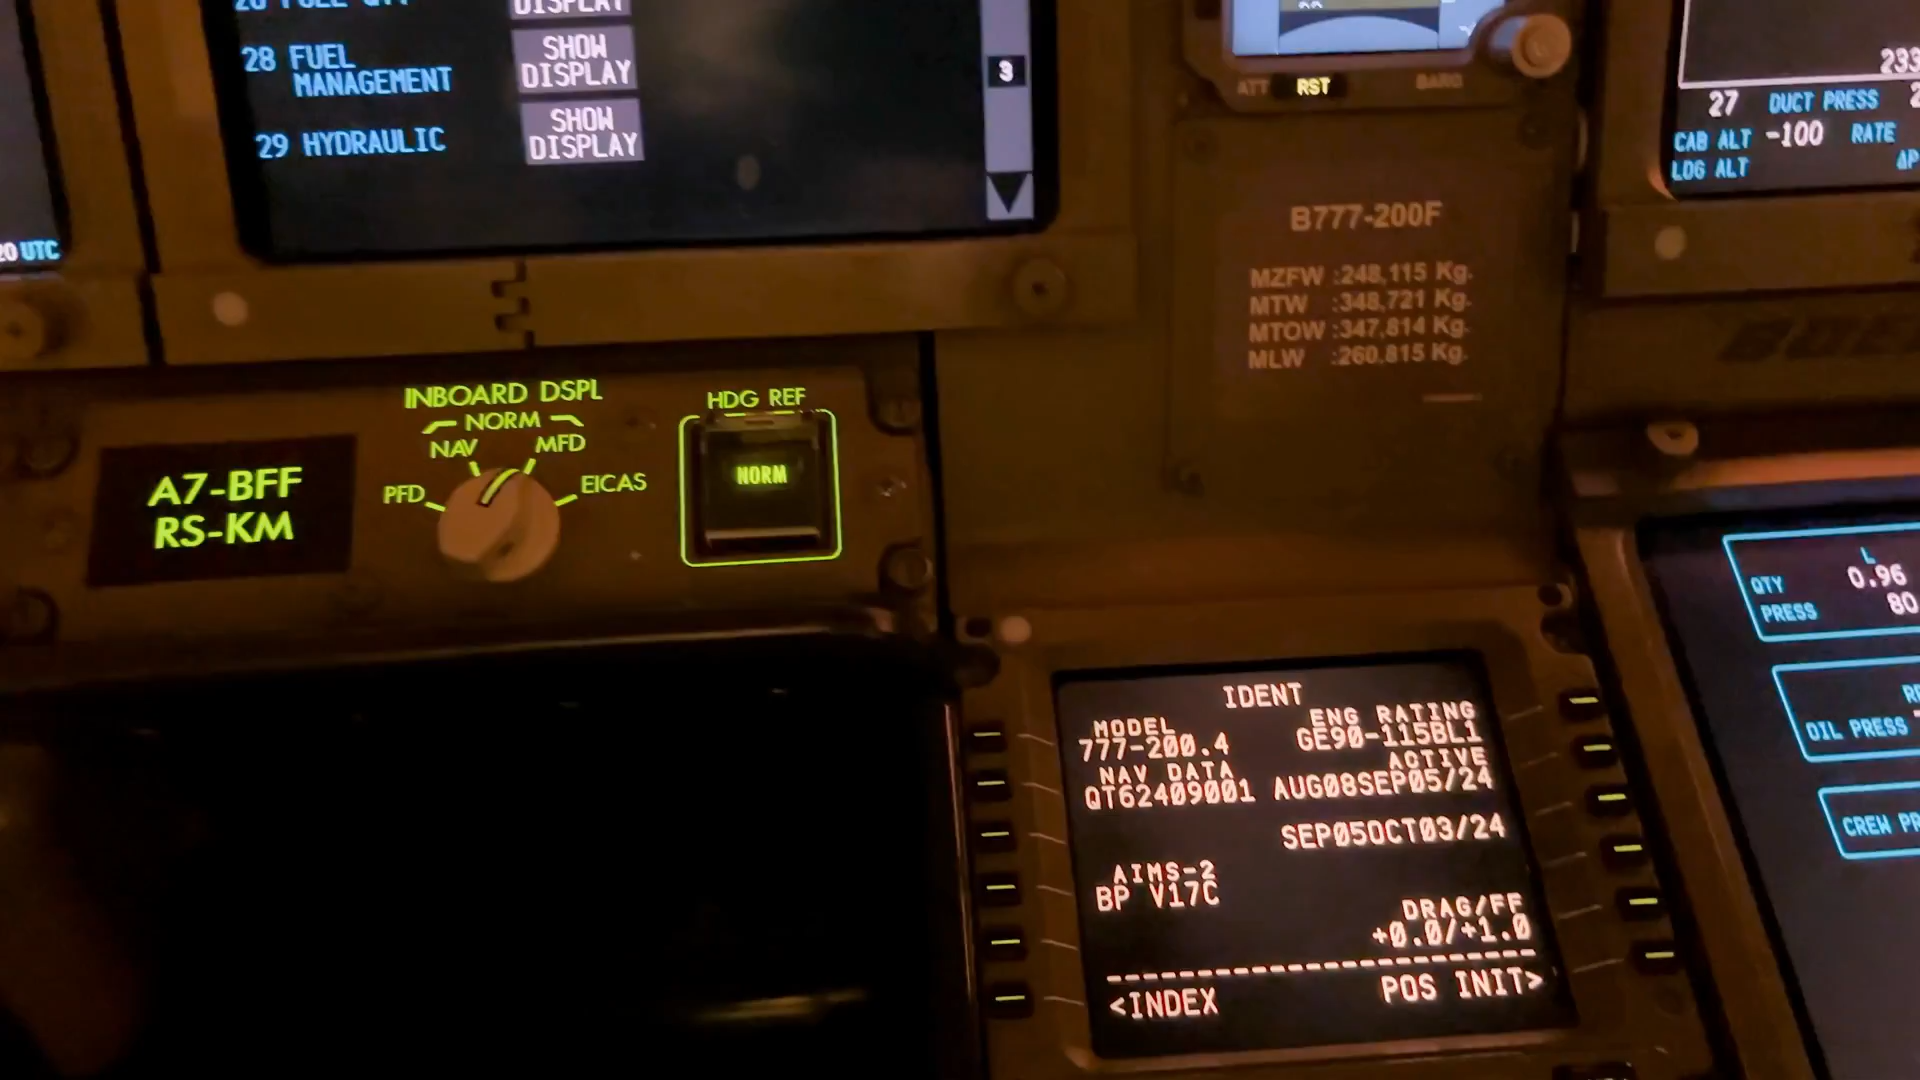 DISPLAY
28 FUEL
MANAGEMENT
SHOW
DISPLAY
29 HYDRAULIC
SHOW
DISPLAY
3
UTC
ATT
RST
BARO
233
27 DUCT PRESS 2
CAB ALT -100 RATE
LDG ALT ΔP
B777-200F
MZFW :248,115 Kg.
MTW :348,721 Kg.
MTOW :347,814 Kg.
MLW :260,815 Kg.
A7-BFF
RS-KM
INBOARD DSPL
NORM
NAV MFD
PFD EICAS
HDG REF
NORM
L
QTY 0.96
PRESS 80
OIL PRESS
CREW
IDENT
MODEL ENG RATING
777-200.4 GE90-115BL1
NAV DATA ACTIVE
QT62409001 AUG08SEP05/24
SEP05OCT03/24
AIMS-2
BP V17C
DRAG/FF
+0.0/+1.0
------------------------
<INDEX POS INIT>